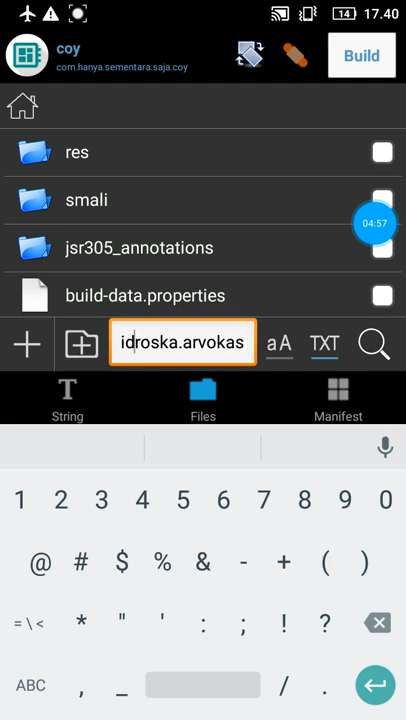 14 17.40
coy
com.hanya.sementara.saja.coy
Build
res
smali
04:57
jsr305_annotations
build-data.properties
idroska.arvokas
aA TXT
T
String Files Manifest
1 2 3 4 5 6 7 8 9 0
@ # $ % & - + ( )
= \ < * " ' : ; ! ?
ABC , _ / .